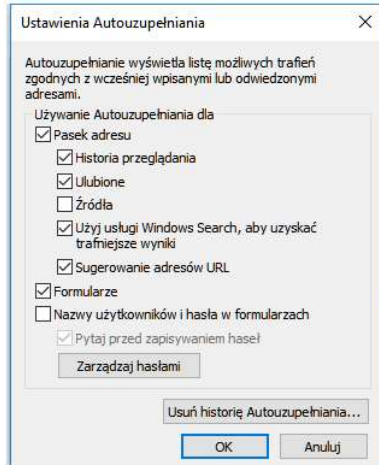 Ustawienia Autouzupełniania
Autouzupełnianie wyświetla listę możliwych trafień
zgodnych z wcześniej wpisanymi lub odwiedzonymi
adresami.
Używanie Autouzupełniania dla
Pasek adresu
Historia przeglądania
Ulubione
Źródła
Użyj usługi Windows Search, aby uzyskać
trafniejsze wyniki
Sugerowanie adresów URL
Formularze
Nazwy użytkowników i hasła w formularzach
Pytaj przed zapisywaniem haseł
Zarządzaj hasłami
Usuń historię Autouzupełniania...
OK Anuluj